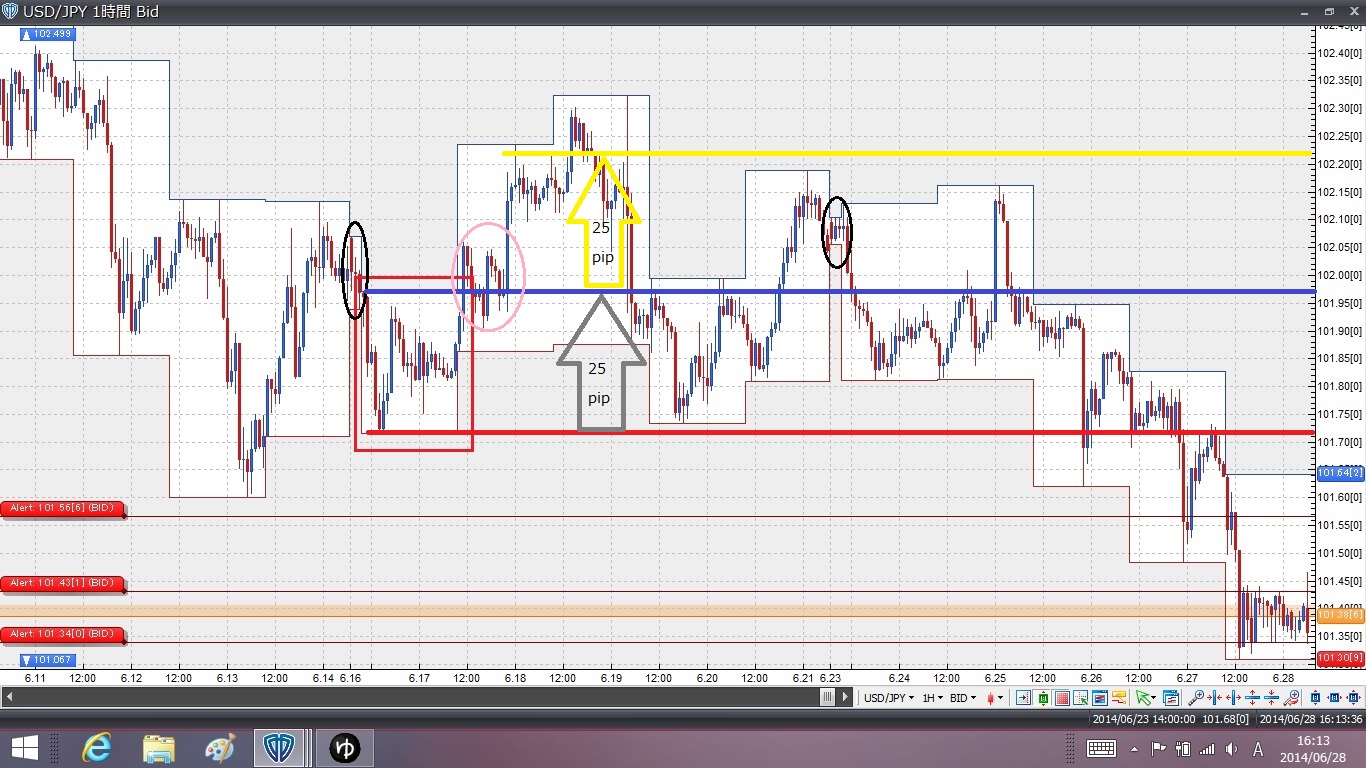 USD/JPY 1時間 Bid
102.499
102.40[0]
102.35[0]
102.30[0]
102.25[0]
102.20[0]
102.15[0]
102.10[0]
102.05[0]
102.00[0]
101.95[0]
101.90[0]
101.85[0]
101.80[0]
101.75[0]
101.70[0]
101.64[2]
101.60[0]
101.55[0]
101.50[0]
101.45[0]
101.38[6]
101.35[0]
101.30[9]
25
pip
25
pip
Alert: 101.56[6] (BID)
Alert: 101.43[1] (BID)
Alert: 101.34[0] (BID)
101.067
6.11 12:00 6.12 12:00 6.13 12:00 6.14 6.16 12:00 6.17 12:00 6.18 12:00 6.19 12:00 6.20 12:00 6.21 6.23 12:00 6.24 12:00 6.25 12:00 6.26 12:00 6.27 12:00 6.28
USD/JPY 1H BID
2014/06/23 14:00:00 101.68[0] 2014/06/28 16:13:36
ゆ
A
16:13
2014/06/28